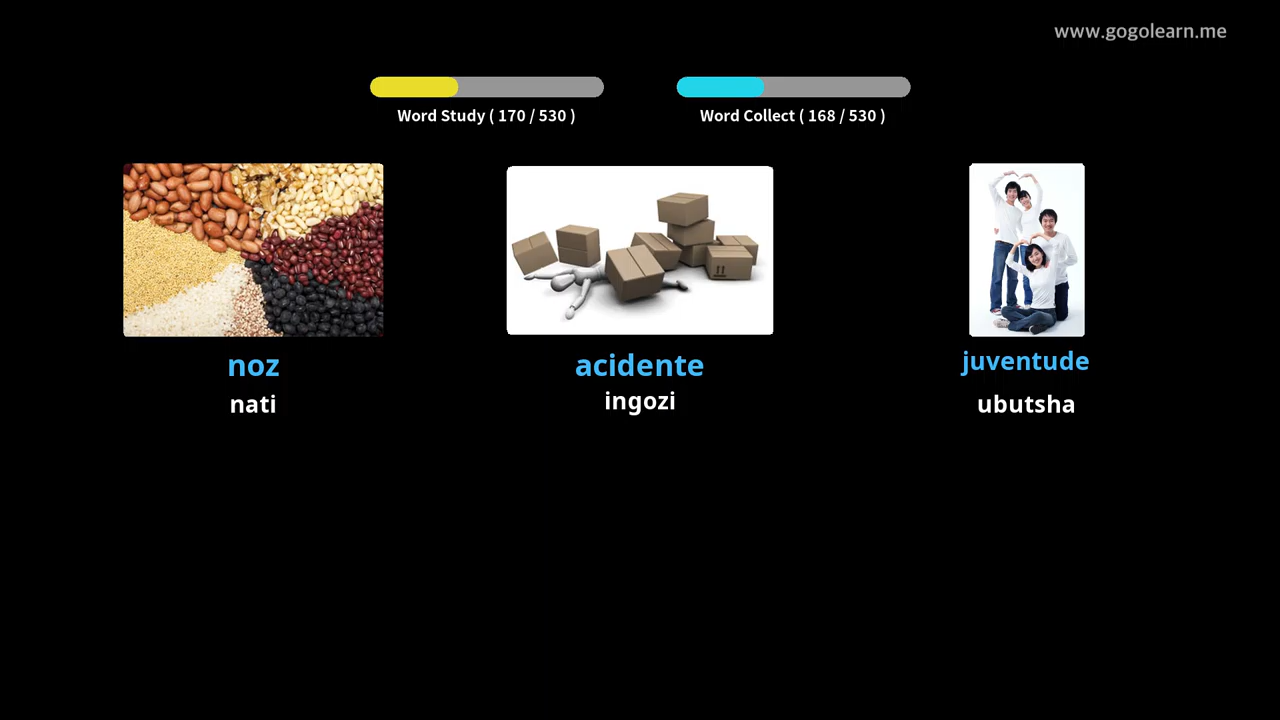 www.gogolearn.me
Word Study ( 170 / 530 )
Word Collect ( 168 / 530 )
noz
nati
acidente
ingozi
juventude
ubutsha